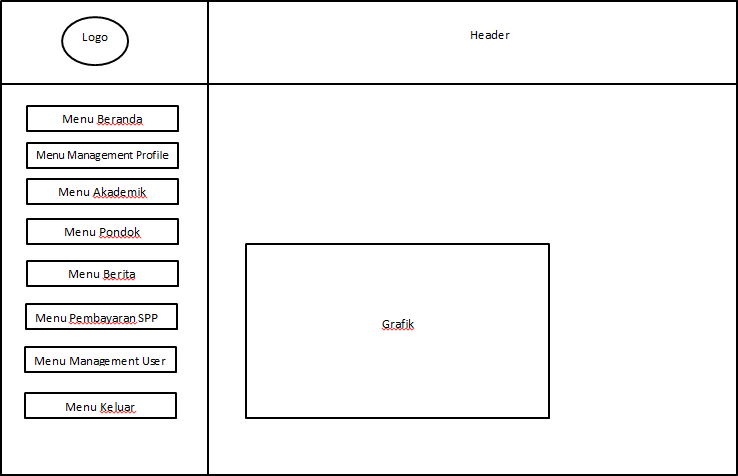 Logo
Header
Menu Beranda
Menu Management Profile
Menu Akademik
Menu Pondok
Menu Berita
Menu Pembayaran SPP
Menu Management User
Menu Keluar
Grafik